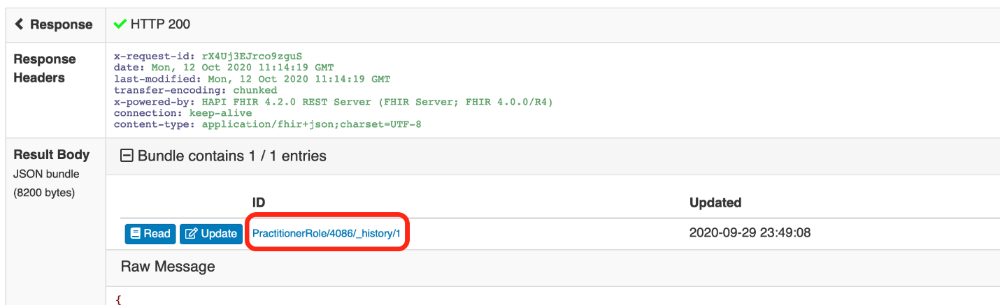 Response
HTTP 200
Response Headers
x-request-id: rX4Uj3EJrco9zguS
date: Mon, 12 Oct 2020 11:14:19 GMT
last-modified: Mon, 12 Oct 2020 11:14:19 GMT
transfer-encoding: chunked
x-powered-by: HAPI FHIR 4.2.0 REST Server (FHIR Server; FHIR 4.0.0/R4)
connection: keep-alive
content-type: application/fhir+json;charset=UTF-8
Result Body
JSON bundle
(8200 bytes)
Bundle contains 1 / 1 entries
ID Updated
Read Update PractitionerRole/4086/_history/1 2020-09-29 23:49:08
Raw Message
{